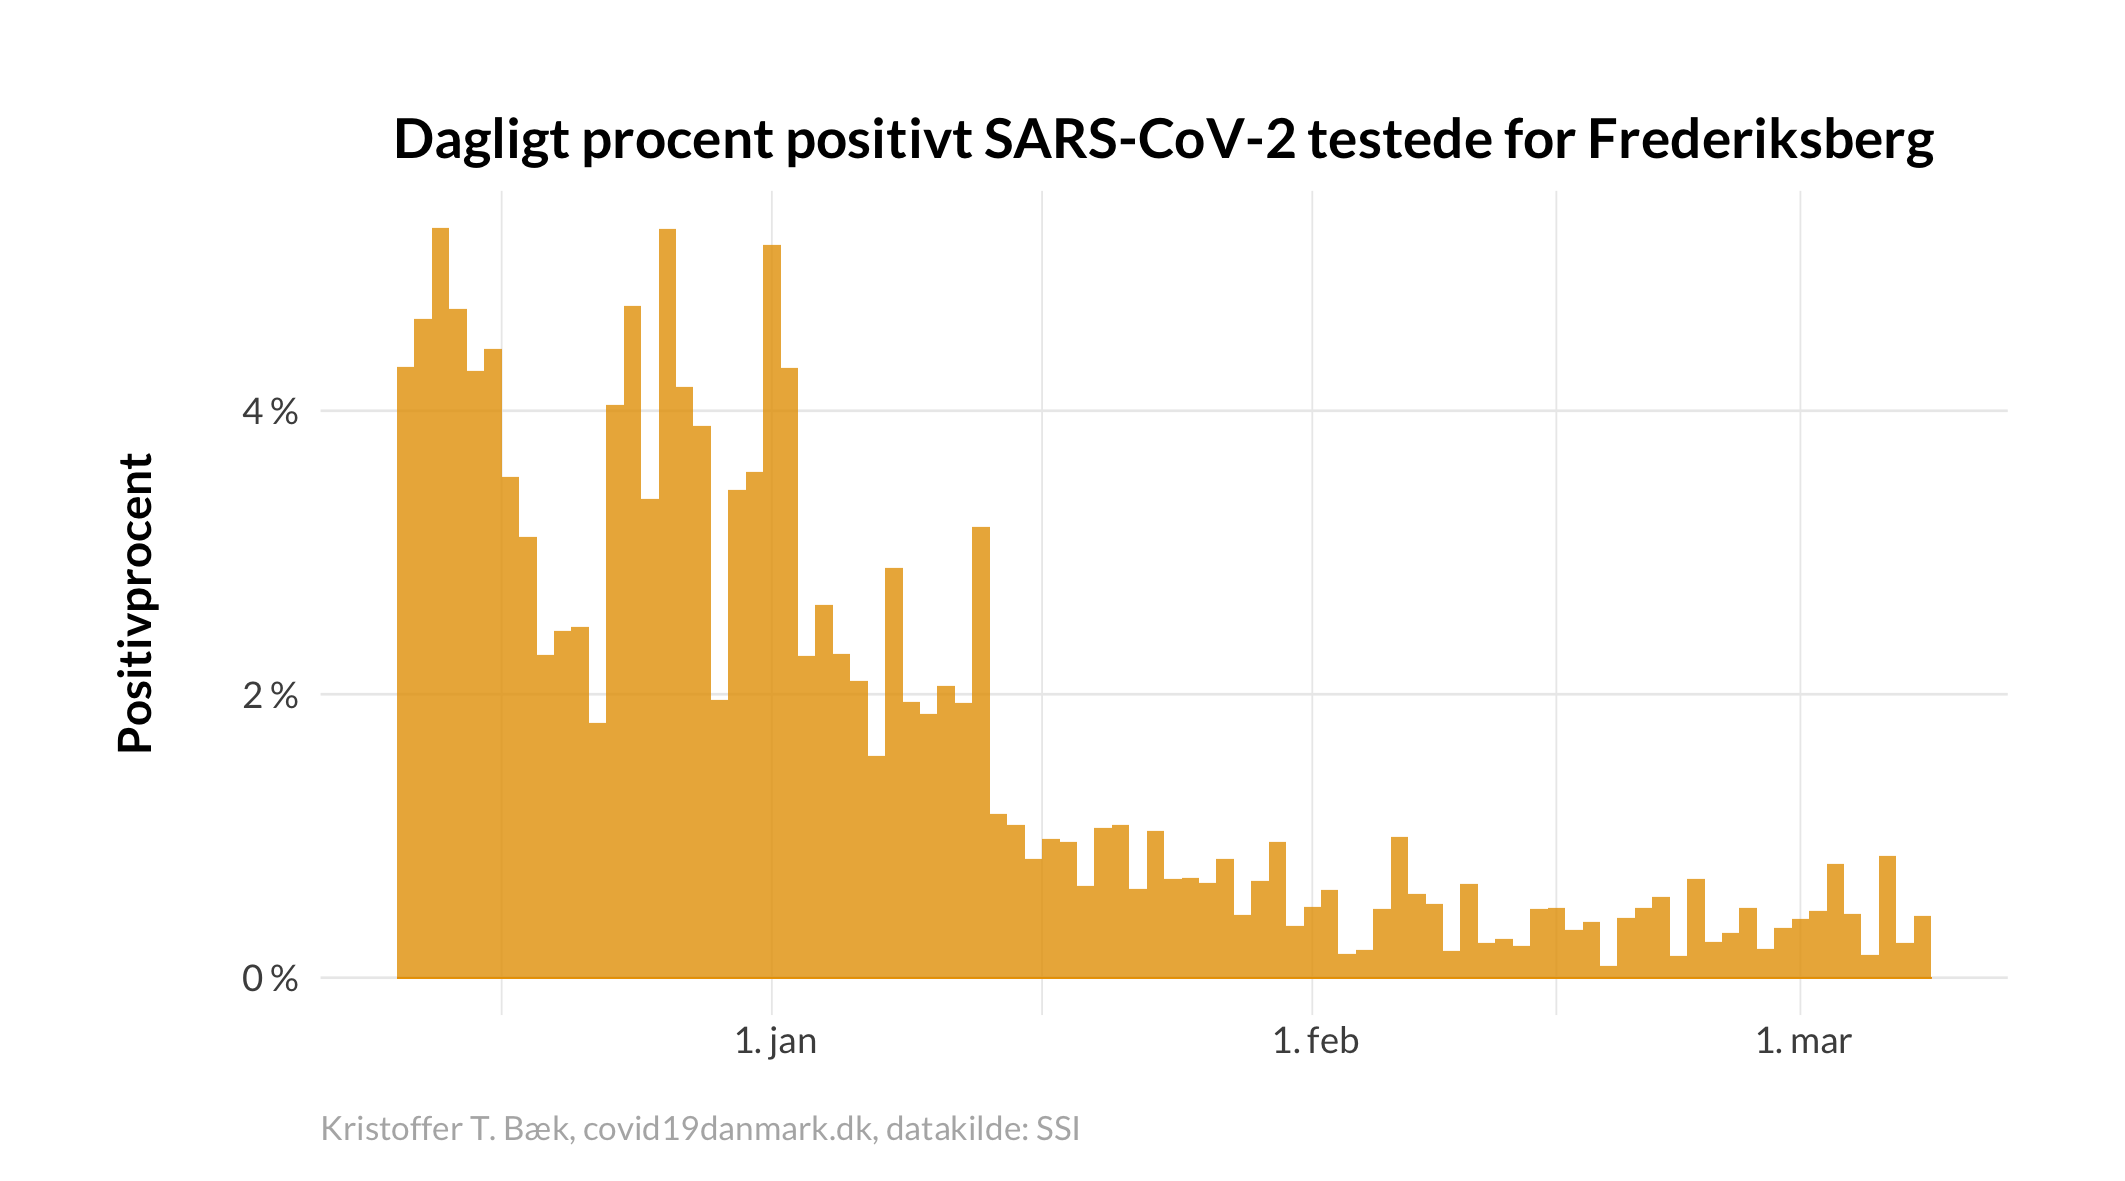 Dagligt procent positivt SARS-CoV-2 testede for Frederiksberg
Positivprocent
4 %
2 %
0 %
1. jan
1. feb
1. mar
Kristoffer T. Bæk, covid19danmark.dk, datakilde: SSI